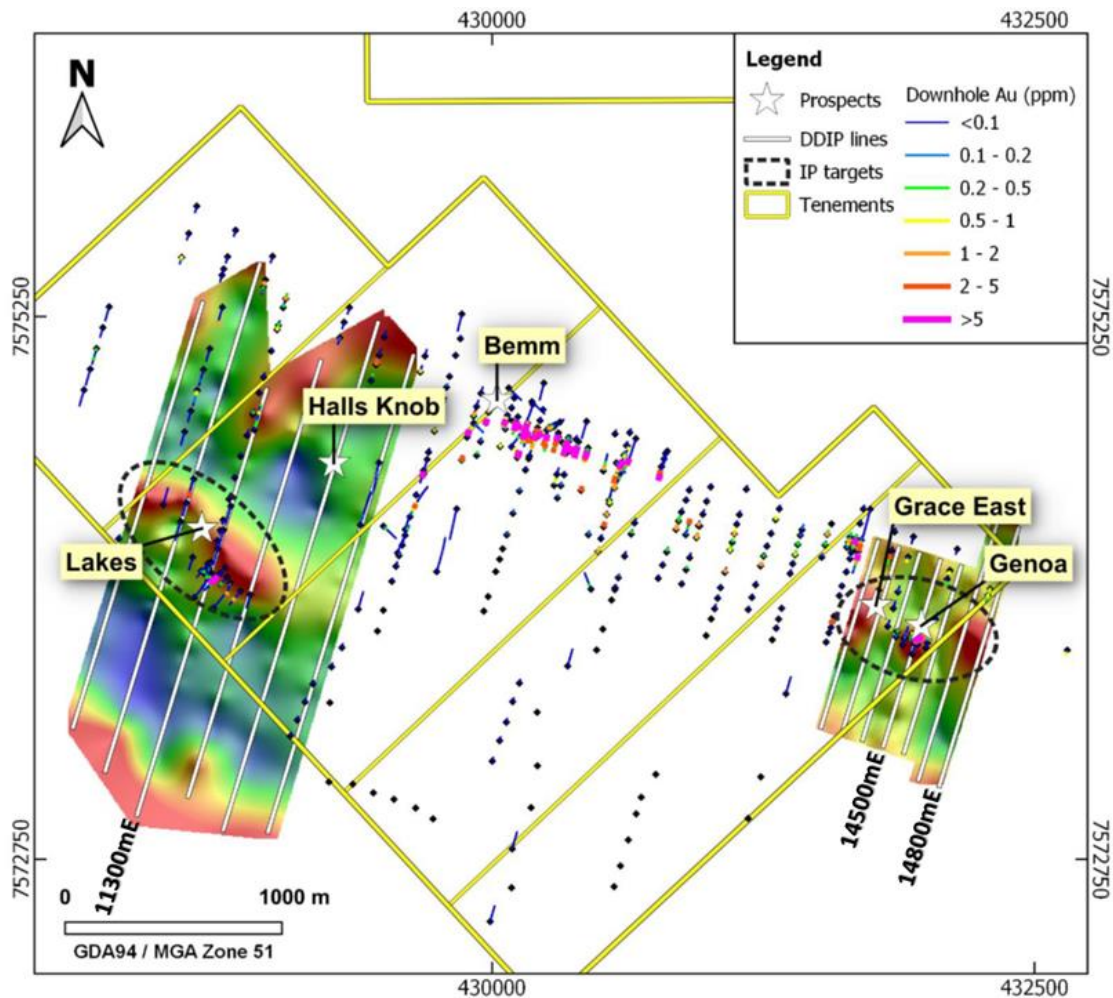 430000
432500
N
Legend
Prospects
DDIP lines
IP targets
Tenements
Downhole Au (ppm)
<0.1
0.1 - 0.2
0.2 - 0.5
0.5 - 1
1 - 2
2 - 5
>5
7575250
7575250
Bemm
Halls Knob
Grace East
Lakes
Genoa
14500mE
14800mE
11300mE
7572750
7572750
0
1000 m
GDA94 / MGA Zone 51
430000
432500